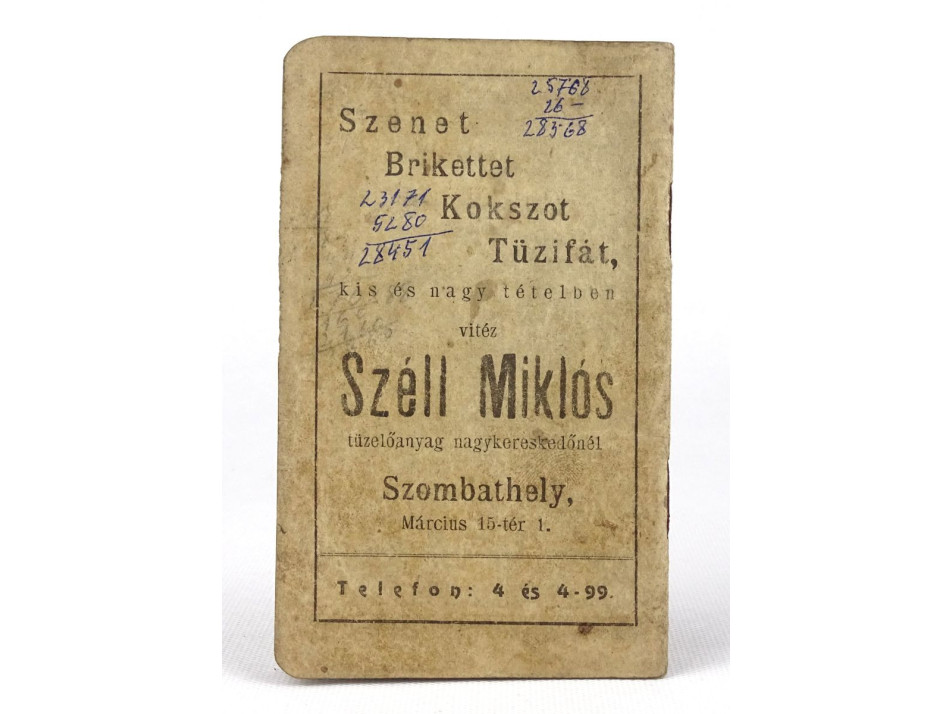 25768
26 —
28368
Szenet
Brikettet
23171
5280
28451
Kokszot
Tüzifát,
kis és nagy tételben
vitéz
Széll Miklós
tüzelőanyag nagykereskedőnél
Szombathely,
Március 15-tér 1.
Telefon: 4 és 4-99.